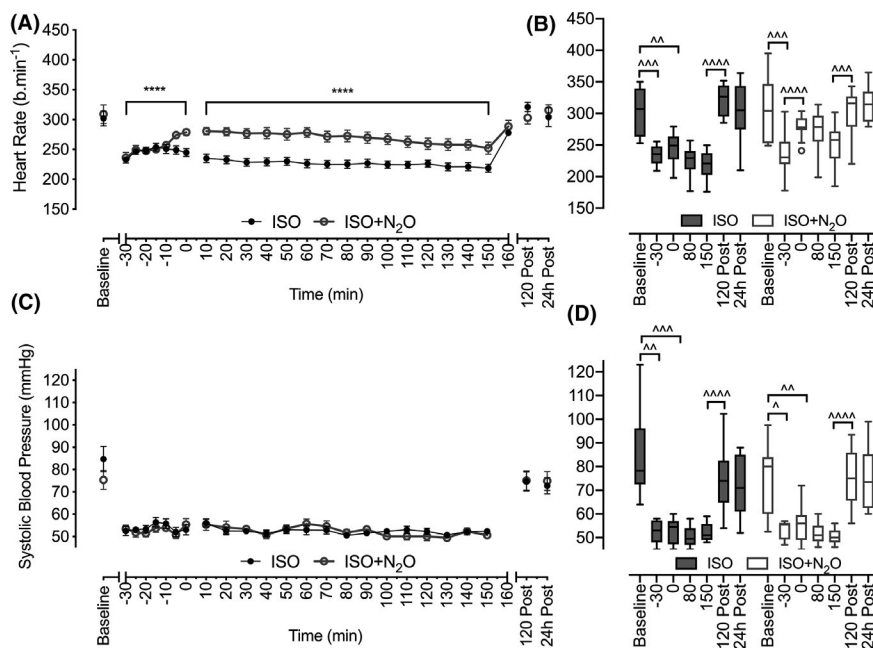 (A)
Heart Rate (b.min⁻¹)
450
400
350
300
250
200
150
****
****
ISO
ISO+N₂O
Baseline
-30
-20
-10
0
10
20
30
40
50
60
70
80
90
100
110
120
130
140
150
160
120 Post
24h Post
Time (min)
(B)
450
400
350
300
250
200
150
^^
^^^
^^^^
^^^
^^^^
^^^
ISO
ISO+N₂O
Baseline
-30
0
80
150
120 Post
24h Post
Baseline
-30
0
80
150
120 Post
24h Post
(C)
Systolic Blood Pressure (mmHg)
120
110
100
90
80
70
60
50
ISO
ISO+N₂O
Baseline
-30
-20
-10
0
10
20
30
40
50
60
70
80
90
100
110
120
130
140
150
160
120 Post
24h Post
Time (min)
(D)
120
110
100
90
80
70
60
50
^^^
^^
^^^^
^^
^
^^^^
ISO
ISO+N₂O
Baseline
-30
0
80
150
120 Post
24h Post
Baseline
-30
0
80
150
120 Post
24h Post